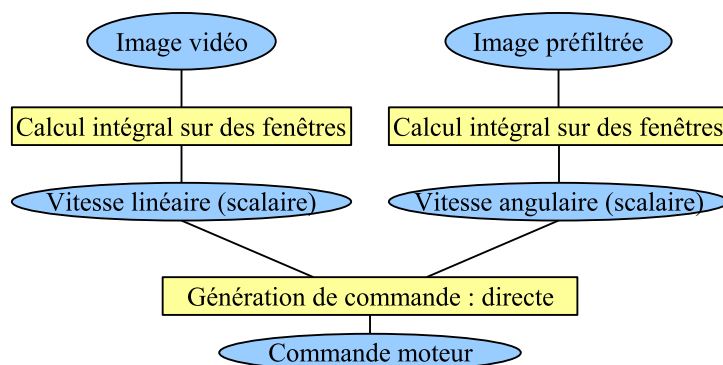 Image vidéo
Image préfiltrée
Calcul intégral sur des fenêtres
Calcul intégral sur des fenêtres
Vitesse linéaire (scalaire)
Vitesse angulaire (scalaire)
Génération de commande : directe
Commande moteur